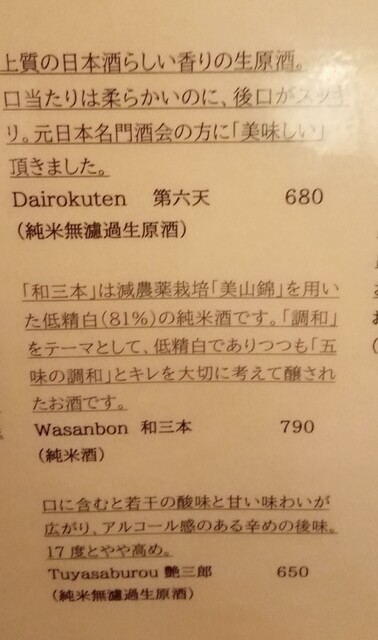 上質の日本酒らしい香りの生原酒。
口当たりは柔らかいのに、後口がスッキ
リ。元日本名門酒会の方に「美味しい」
頂きました。
Dairokuten 第六天 680
(純米無濾過生原酒)
「和三本」は減農薬栽培「美山錦」を用い
た低精白(81%)の純米酒です。「調和」
をテーマとして、低精白でありつつも「五
味の調和」とキレを大切に考えて醸され
たお酒です。
Wasanbon 和三本 790
(純米酒)
口に含むと若干の酸味と甘い味わいが
広がり、アルコール感のある辛めの後味。
17度とやや高め。
Tuyasaburou 艶三郎 650
(純米無濾過生原酒)